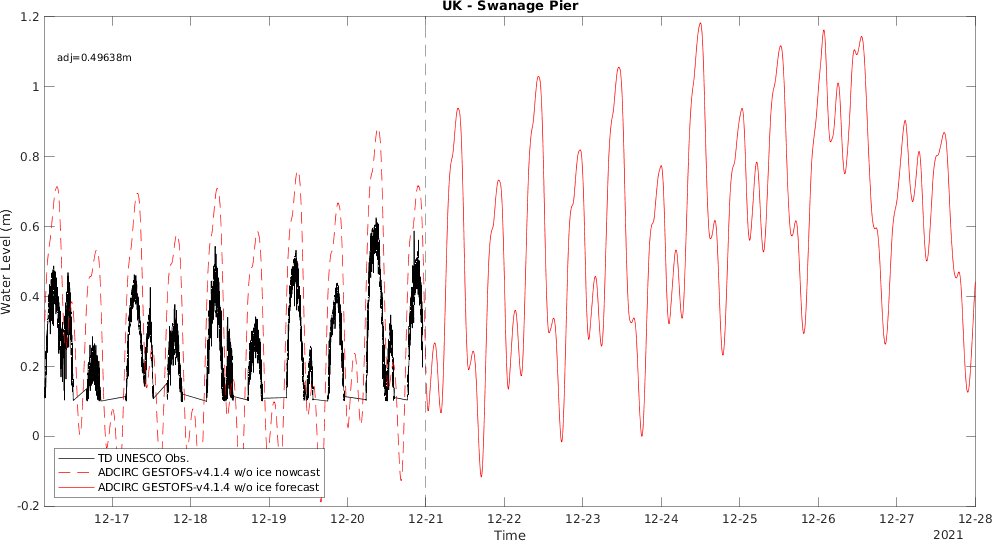 UK - Swanage Pier
1.2
adj=0.49638m
1
0.8
0.6
0.4
0.2
0
-0.2
Water Level (m)
TD UNESCO Obs.
ADCIRC GESTOFS-v4.1.4 w/o ice nowcast
ADCIRC GESTOFS-v4.1.4 w/o ice forecast
12-17 12-18 12-19 12-20 12-21 12-22 12-23 12-24 12-25 12-26 12-27 12-28
Time
2021